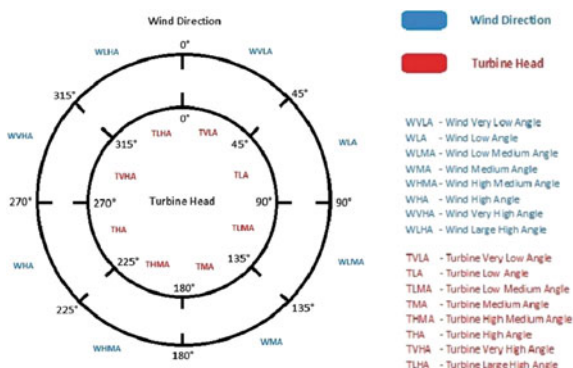 Wind Direction
0°
WLHA
WVLA
315°
45°
0°
TLHA
TVLA
315°
45°
WVHA
WLA
TVHA
TLA
270°
270°
Turbine Head
90°
90°
THA
TLMA
225°
135°
THMA
TMA
180°
WHA
WLMA
225°
135°
WHMA
180°
WMA
Wind Direction
Turbine Head
WVLA - Wind Very Low Angle
WLA - Wind Low Angle
WLMA - Wind Low Medium Angle
WMA - Wind Medium Angle
WHMA - Wind High Medium Angle
WHA - Wind High Angle
WVHA - Wind Very High Angle
WLHA - Wind Large High Angle
TVLA - Turbine Very Low Angle
TLA - Turbine Low Angle
TLMA - Turbine Low Medium Angle
TMA - Turbine Medium Angle
THMA - Turbine High Medium Angle
THA - Turbine High Angle
TVHA - Turbine Very High Angle
TLHA - Turbine Large High Angle